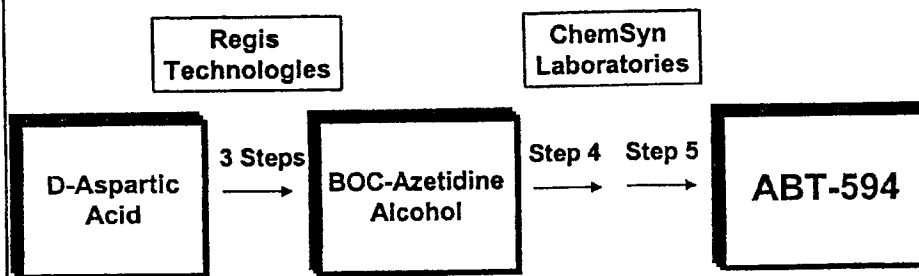 Regis
Technologies
ChemSyn
Laboratories
D-Aspartic
Acid
3 Steps
BOC-Azetidine
Alcohol
Step 4
Step 5
ABT-594